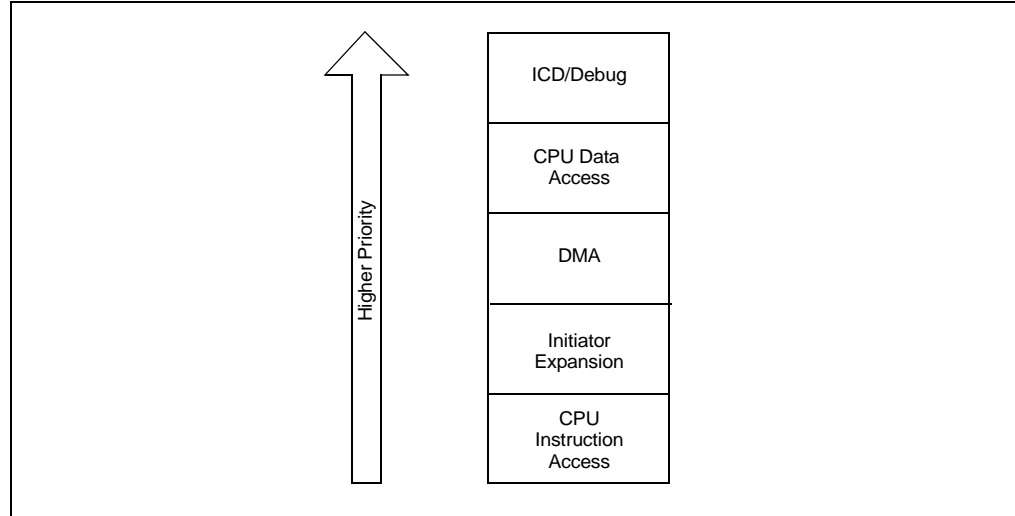 Higher Priority
ICD/Debug
CPU Data
Access
DMA
Initiator
Expansion
CPU
Instruction
Access